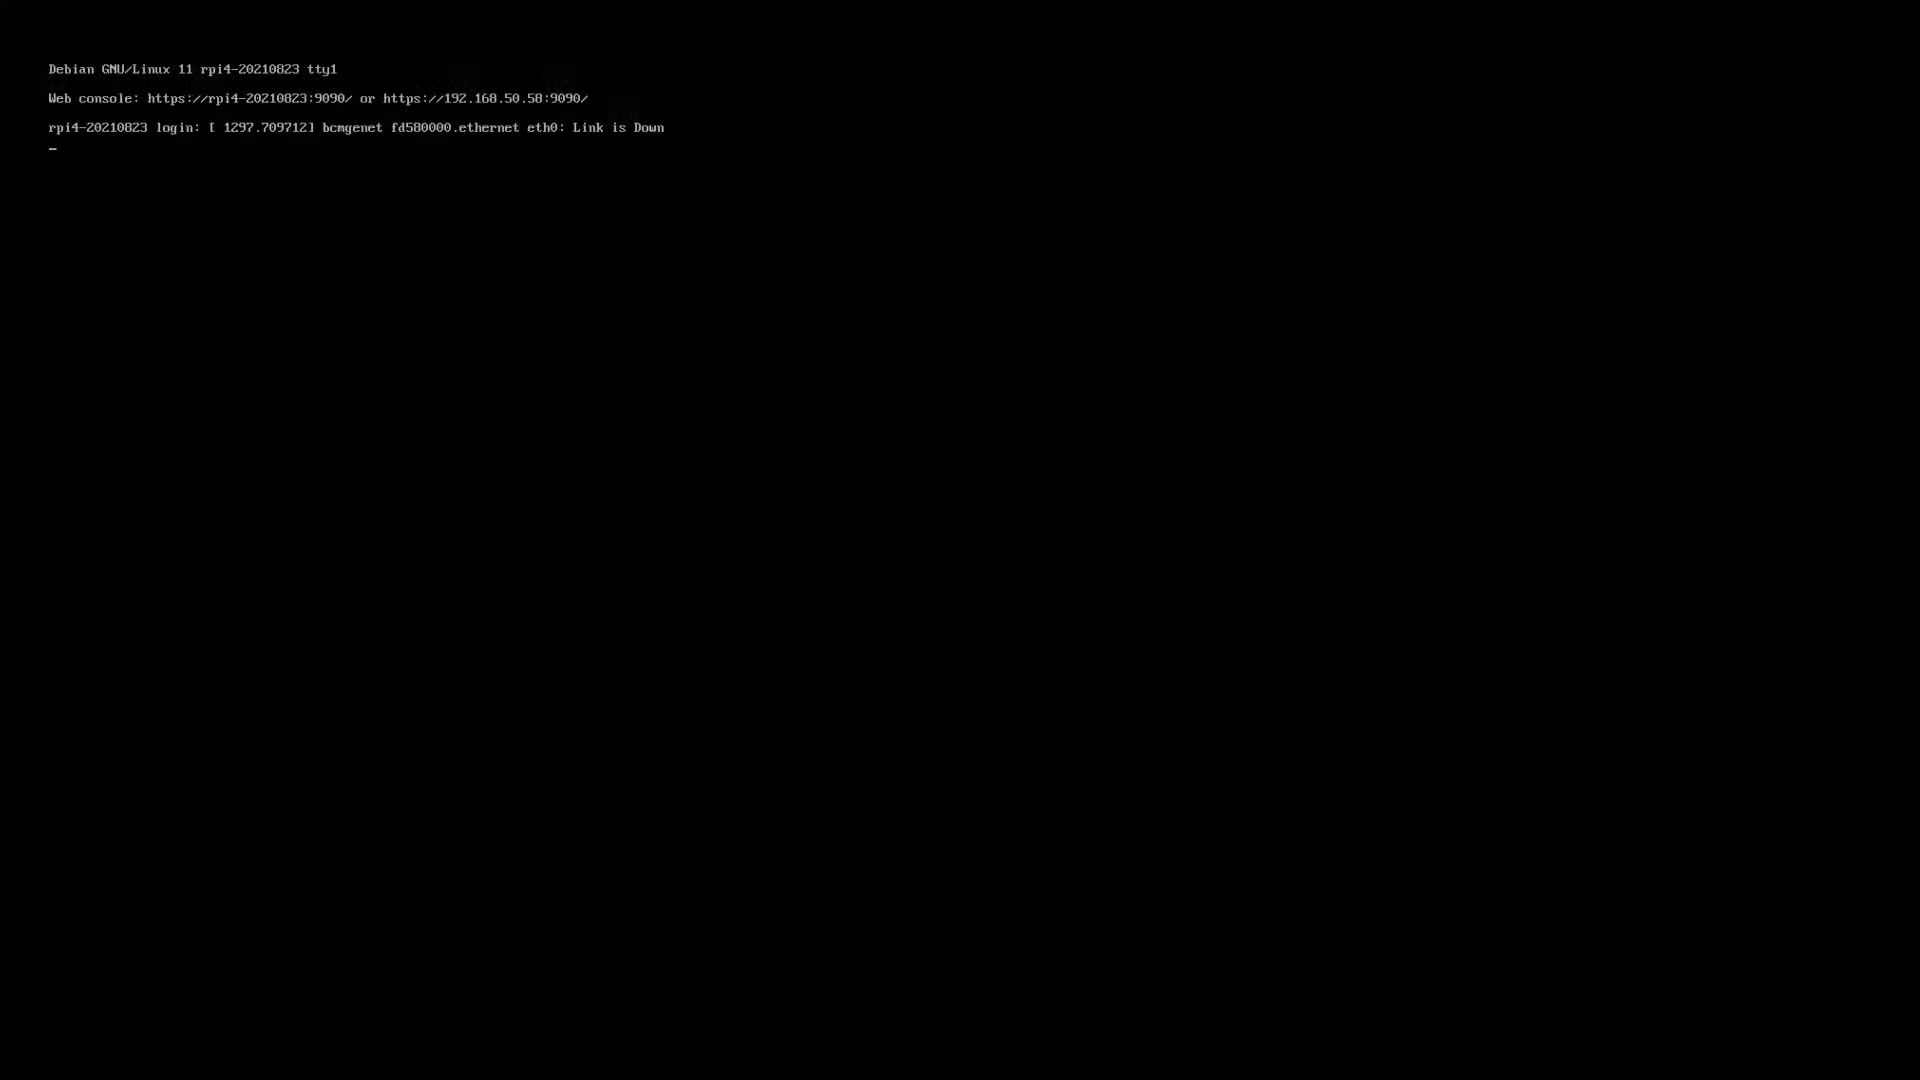 Debian GNU/Linux 11 rpi4-20210823 tty1
Web console: https://rpi4-20210823:9090/ or https://192.168.50.58:9090/
rpi4-20210823 login: [ 1297.709712] bcmgenet fd580000.ethernet eth0: Link is Down
_